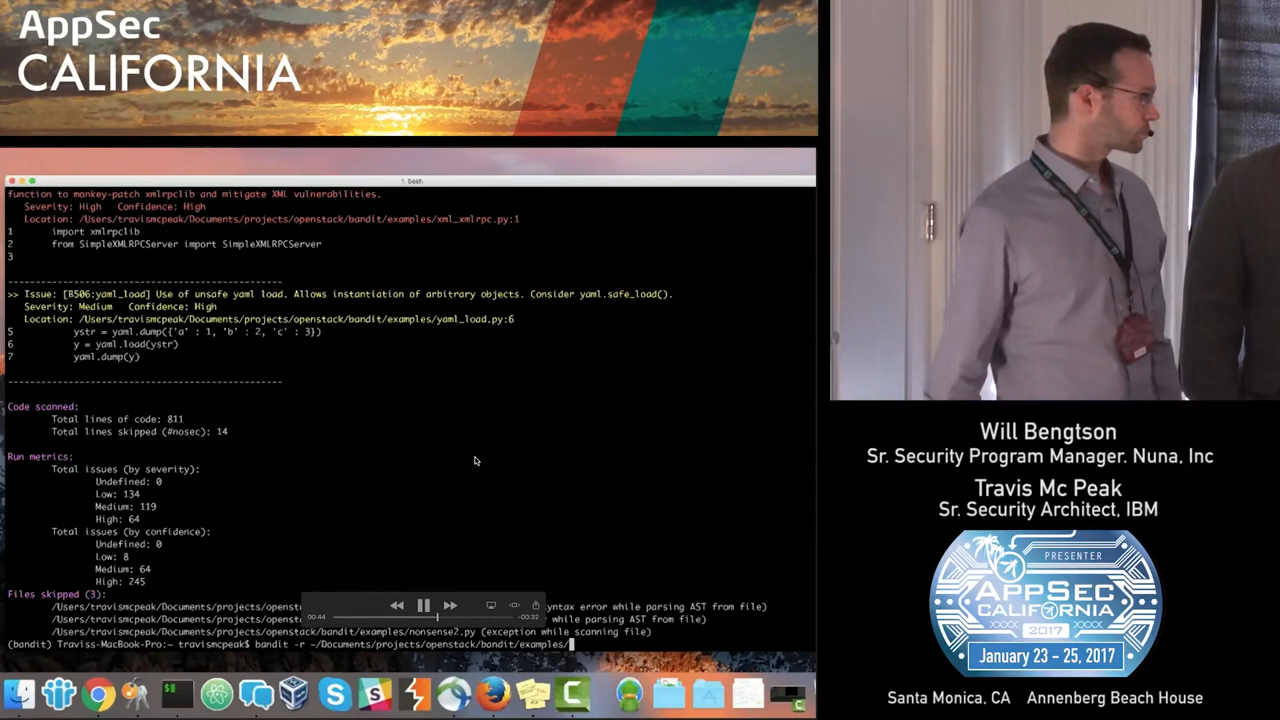 AppSec
CALIFORNIA
bash
function to monkey-patch xmlrpclib and mitigate XML vulnerabilities.
Severity: High   Confidence: High
Location: /Users/travismcpeak/Documents/projects/openstack/bandit/examples/xml_xmlrpc.py:1
1 import xmlrpclib
2 from SimpleXMLRPCServer import SimpleXMLRPCServer
3
--------------------------------------------------
>> Issue: [B506:yaml_load] Use of unsafe yaml load. Allows instantiation of arbitrary objects. Consider yaml.safe_load().
Severity: Medium   Confidence: High
Location: /Users/travismcpeak/Documents/projects/openstack/bandit/examples/yaml_load.py:6
5 ystr = yaml.dump({'a' : 1, 'b' : 2, 'c' : 3})
6 y = yaml.load(ystr)
7 yaml.dump(y)
--------------------------------------------------
Code scanned:
Total lines of code: 811
Total lines skipped (#nosec): 14
Run metrics:
Total issues (by severity):
Undefined: 0
Low: 134
Medium: 119
High: 64
Total issues (by confidence):
Undefined: 0
Low: 8
Medium: 64
High: 245
Files skipped (3):
/Users/travismcpeak/Documents/projects/opensta yntax error while parsing AST from file)
/Users/travismcpeak/Documents/projects/opensta while parsing AST from file)
/Users/travismcpeak/Documents/projects/openstack/bandit/examples/nonsense2.py (exception while scanning file)
(bandit) Traviss-MacBook-Pro:~ travismcpeak$ bandit -r ~/Documents/projects/openstack/bandit/examples/
00:44
-00:32
Will Bengtson
Sr. Security Program Manager. Nuna, Inc
Travis Mc Peak
Sr. Security Architect, IBM
PRESENTER
APPSEC
CALIFORNIA
2017
January 23 - 25, 2017
Santa Monica, CA   Annenberg Beach House